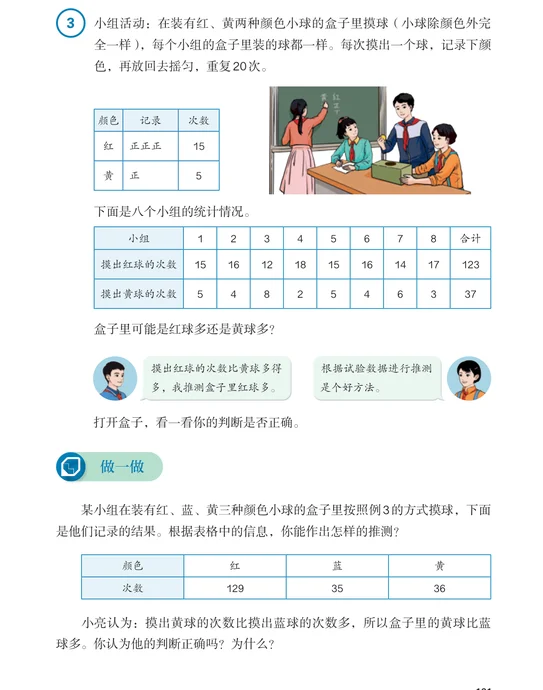 3 小组活动：在装有红、黄两种颜色小球的盒子里摸球（小球除颜色外完
全一样），每个小组的盒子里装的球都一样。每次摸出一个球，记录下颜
色，再放回去摇匀，重复20次。
颜色 记录 次数
红 正正正 15
黄 正 5
黄 红
下面是八个小组的统计情况。
小组 1 2 3 4 5 6 7 8 合计
摸出红球的次数 15 16 12 18 15 16 14 17 123
摸出黄球的次数 5 4 8 2 5 4 6 3 37
盒子里可能是红球多还是黄球多？
摸出红球的次数比黄球多得
多，我推测盒子里红球多。
根据试验数据进行推测
是个好方法。
打开盒子，看一看你的判断是否正确。
做一做
某小组在装有红、蓝、黄三种颜色小球的盒子里按照例3的方式摸球，下面
是他们记录的结果。根据表格中的信息，你能作出怎样的推测？
颜色 红 蓝 黄
次数 129 35 36
小亮认为：摸出黄球的次数比摸出蓝球的次数多，所以盒子里的黄球比蓝
球多。你认为他的判断正确吗？为什么？